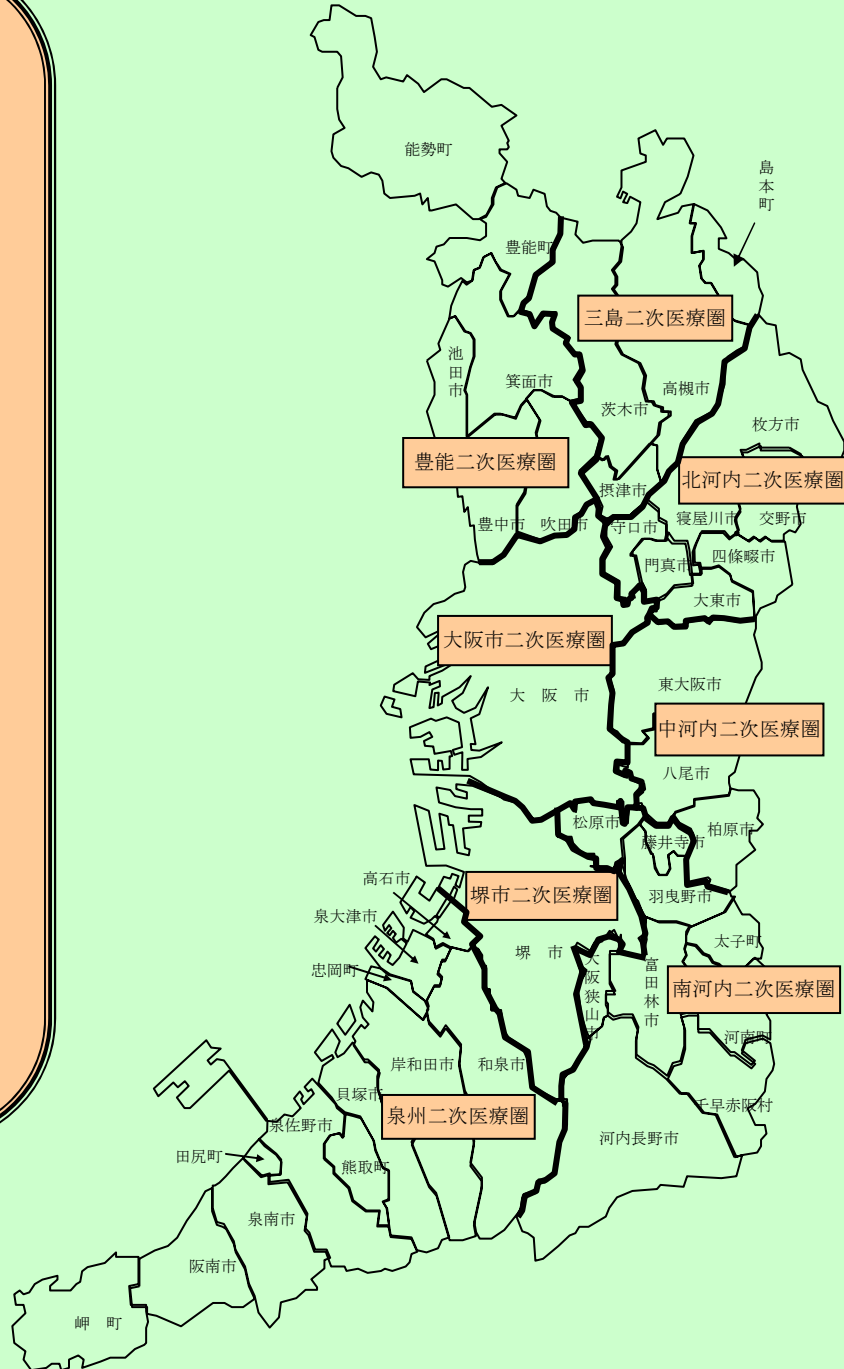 能勢町
島本町
豊能町
三島二次医療圏
池田市
箕面市
高槻市
茨木市
枚方市
豊能二次医療圏
北河内二次医療圏
摂津市
豊中市
吹田市
守口市
寝屋川市
交野市
門真市
四條畷市
大東市
大阪市二次医療圏
大 阪 市
東大阪市
中河内二次医療圏
八尾市
松原市
柏原市
藤井寺市
高石市
堺市二次医療圏
羽曳野市
泉大津市
太子町
堺 市
大阪狭山市
富田林市
忠岡町
南河内二次医療圏
河南町
岸和田市
和泉市
貝塚市
千早赤阪村
泉佐野市
泉州二次医療圏
河内長野市
田尻町
熊取町
泉南市
阪南市
岬 町